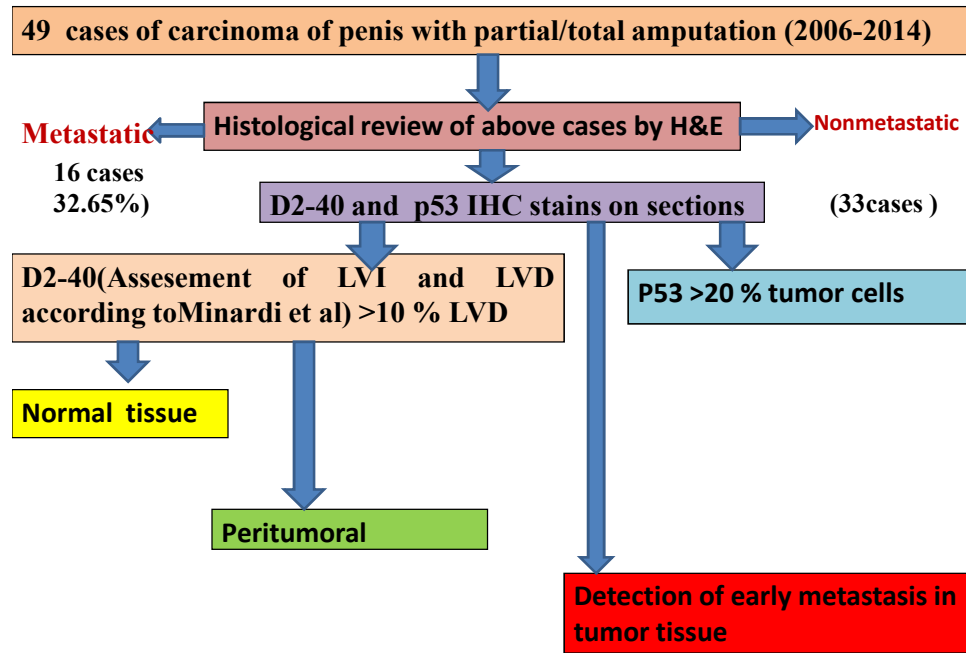 49 cases of carcinoma of penis with partial/total amputation (2006-2014)
Metastatic
Histological review of above cases by H&E
Nonmetastatic
16 cases
32.65%)
D2-40 and p53 IHC stains on sections
(33cases )
D2-40(Assesement of LVI and LVD
according toMinardi et al) >10 % LVD
P53 >20 % tumor cells
Normal tissue
Peritumoral
Detection of early metastasis in
tumor tissue